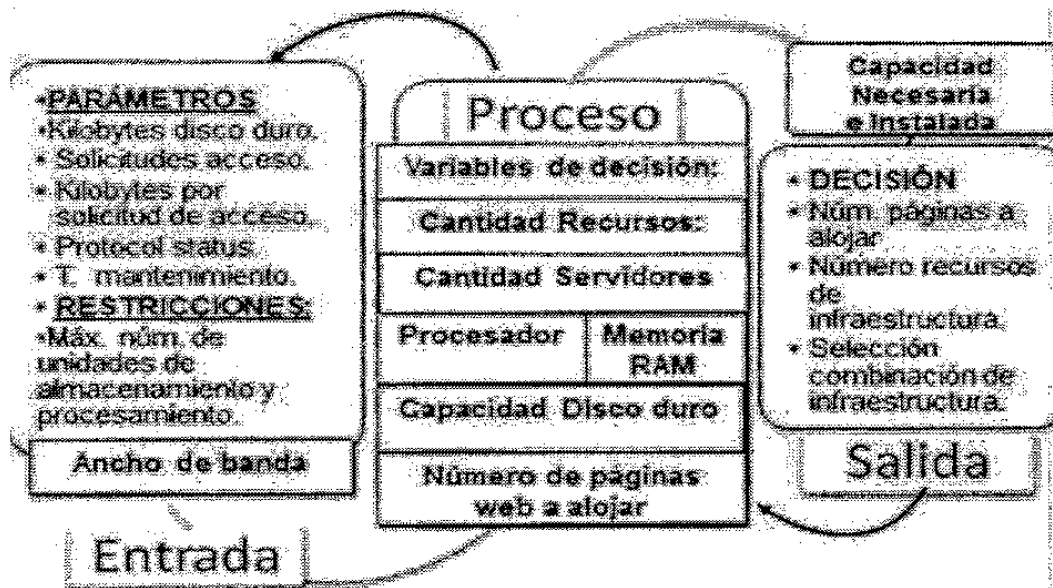 •PARÁMETROS
•Kilobytes disco duro.
• Solicitudes acceso.
• Kilobytes por
solicitud de acceso.
• Protocol status.
• T. mantenimiento.
• RESTRICCIONES:
•Máx. núm. de
unidades de
almacenamiento y
procesamiento.
Ancho de banda
Entrada
Proceso
Variables de decisión:
Cantidad Recursos:
Cantidad Servidores
Procesador
Memoria
RAM
Capacidad Disco duro
Número de páginas
web a alojar
Capacidad
Necesaria
e Instalada
• DECISIÓN
• Núm. páginas a
alojar
• Número recursos
de
infraestructura.
• Selección
combinación de
infraestructura.
Salida